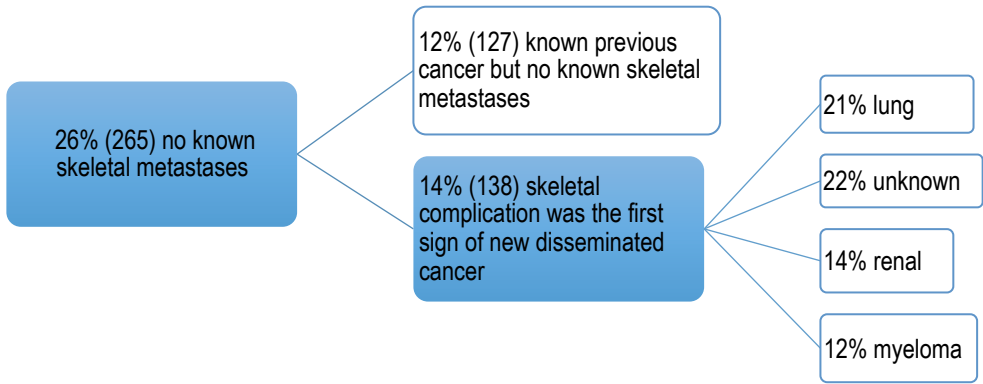 26% (265) no known
skeletal metastases
12% (127) known previous
cancer but no known skeletal
metastases
14% (138) skeletal
complication was the first
sign of new disseminated
cancer
21% lung
22% unknown
14% renal
12% myeloma